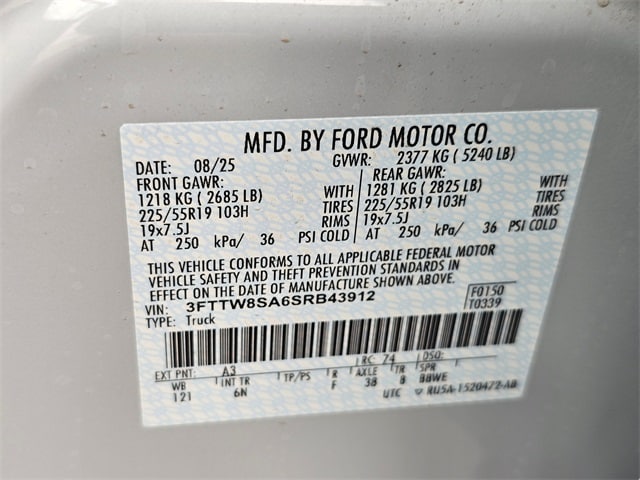 MFD. BY FORD MOTOR CO.
DATE: 08/25 GVWR: 2377 KG ( 5240 LB)
FRONT GAWR: REAR GAWR:
1218 KG ( 2685 LB) WITH 1281 KG ( 2825 LB) WITH
225/55R19 103H TIRES 225/55R19 103H TIRES
19x7.5J RIMS 19x7.5J RIMS
AT 250 kPa/ 36 PSI COLD AT 250 kPa/ 36 PSI COLD
THIS VEHICLE CONFORMS TO ALL APPLICABLE FEDERAL MOTOR
VEHICLE SAFETY AND THEFT PREVENTION STANDARDS IN
EFFECT ON THE DATE OF MANUFACTURE SHOWN ABOVE.
VIN: 3FTTW8SA6SRB43912 F0150
TYPE: Truck T0339
EXT PNT: A3 RC: 74 DSO:
WB INT TR TP/PS R AXLE TR SPR
121 6N F 38 8 BBWE
UTC RU5A-1520472-AB